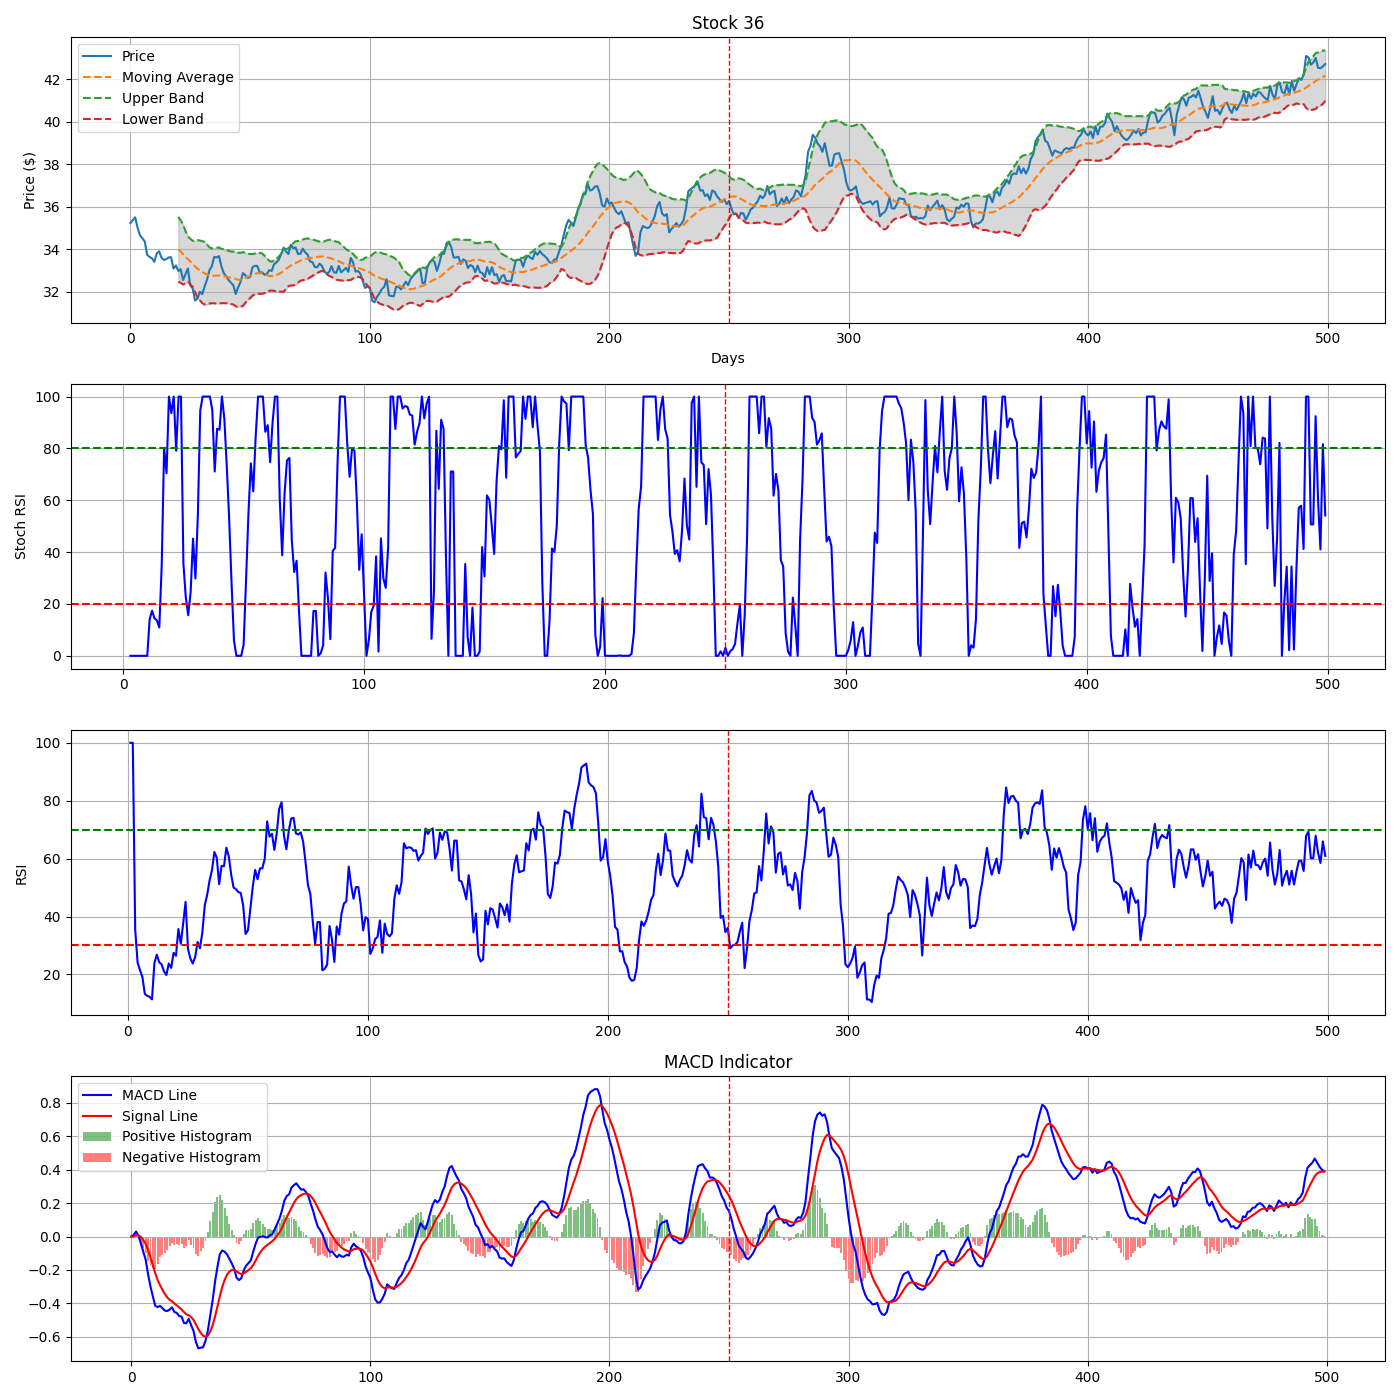 Stock 36
Price
Moving Average
Upper Band
Lower Band
Price ($)
42
40
38
36
34
32
0 100 200 300 400 500
Days
Stoch RSI
100
80
60
40
20
0
0 100 200 300 400 500
RSI
100
80
60
40
20
0 100 200 300 400 500
MACD Indicator
MACD Line
Signal Line
Positive Histogram
Negative Histogram
0.8
0.6
0.4
0.2
0.0
−0.2
−0.4
−0.6
0 100 200 300 400 500